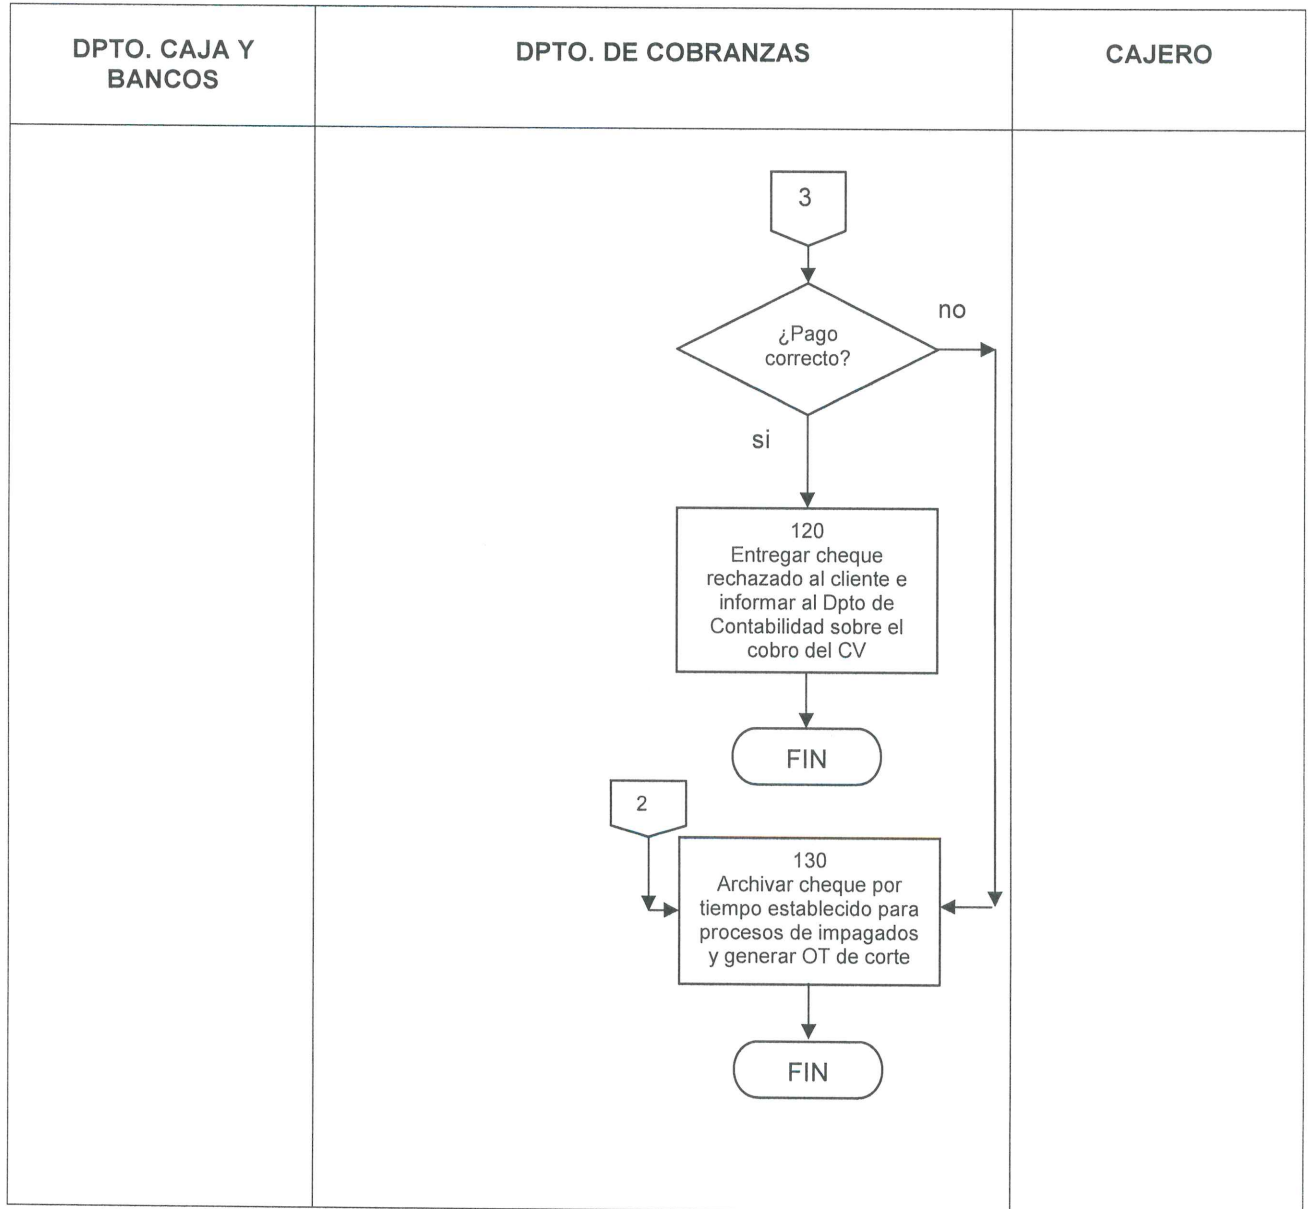 DPTO. CAJA Y
BANCOS
DPTO. DE COBRANZAS
CAJERO
3
¿Pago
correcto?
no
si
120
Entregar cheque
rechazado al cliente e
informar al Dpto de
Contabilidad sobre el
cobro del CV
FIN
2
130
Archivar cheque por
tiempo establecido para
procesos de impagados
y generar OT de corte
FIN